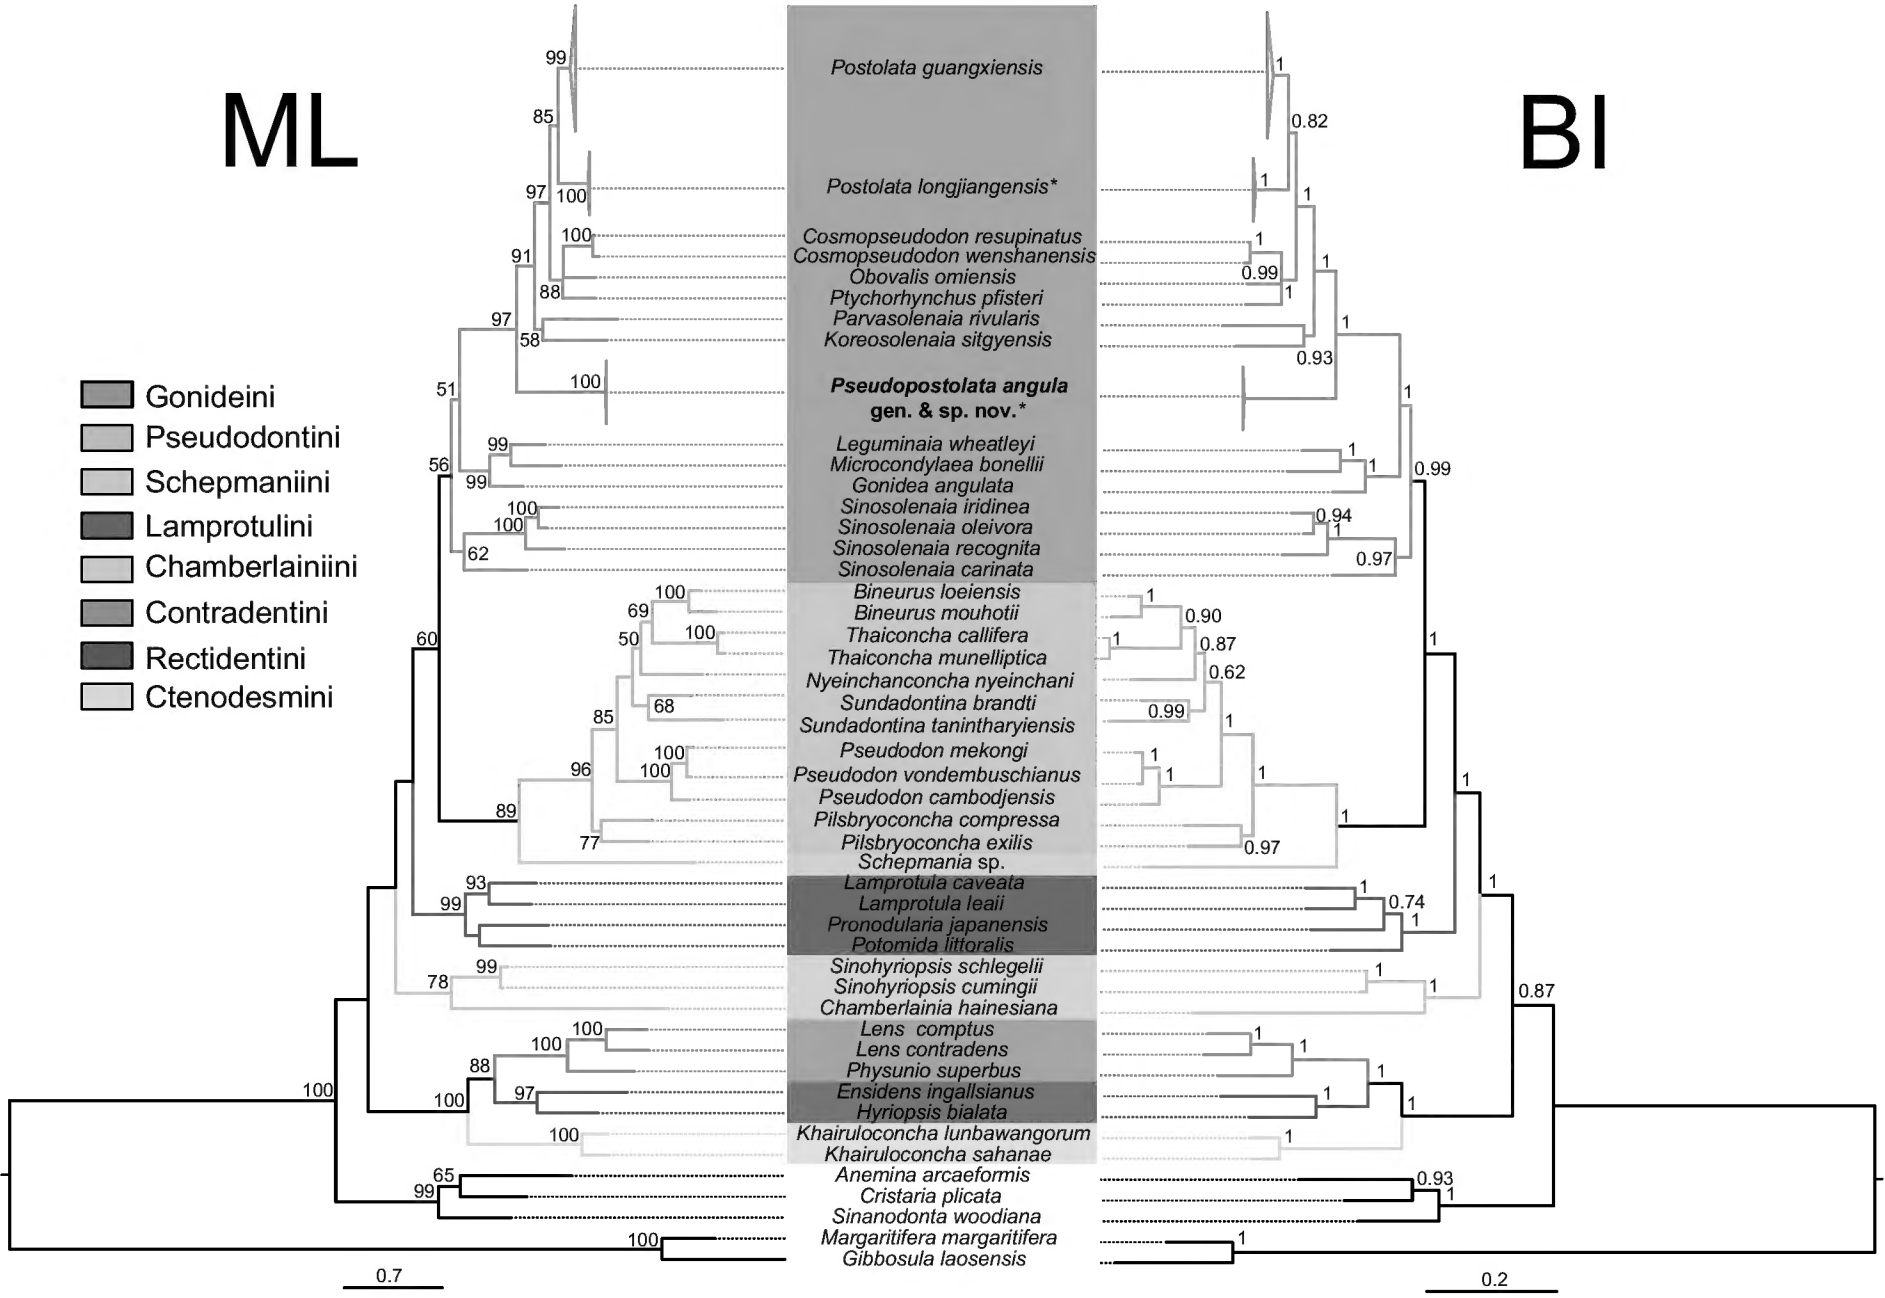 ML
BI
Gonideini
Pseudodontini
Schepmaniini
Lamprotulini
Chamberlainiini
Contradentini
Rectidentini
Ctenodesmini
99
85
100
97
100
91
88
97
58
100
51
99
56
99
100
100
62
60
100
69
100
50
68
85
100
100
96
89
77
93
99
99
78
100
100
88
97
100
100
100
65
99
100
0.7
Postolata guangxiensis
Postolata longjiangensis*
Cosmopseudodon resupinatus
Cosmopseudodon wenshanensis
Obovalis omiensis
Ptychorhynchus pfisteri
Parvasolenaia rivularis
Koreosolenaia sitgyensis
Pseudopostolata angula
gen. & sp. nov.*
Leguminaia wheatleyi
Microcondylaea bonellii
Gonidea angulata
Sinosolenaia iridinea
Sinosolenaia oleivora
Sinosolenaia recognita
Sinosolenaia carinata
Bineurus loeiensis
Bineurus mouhotii
Thaiconcha callifera
Thaiconcha munelliptica
Nyeinchanconcha nyeinchani
Sundadontina brandti
Sundadontina tanintharyiensis
Pseudodon mekongi
Pseudodon vondembuschianus
Pseudodon cambodjensis
Pilsbryoconcha compressa
Pilsbryoconcha exilis
Schepmania sp.
Lamprotula caveata
Lamprotula leaii
Pronodularia japanensis
Potomida littoralis
Sinohyriopsis schlegelii
Sinohyriopsis cumingii
Chamberlainia hainesiana
Lens comptus
Lens contradens
Physunio superbus
Ensidens ingallsianus
Hyriopsis bialata
Khairuloconcha lunbawangorum
Khairuloconcha sahanae
Anemina arcaeformis
Cristaria plicata
Sinanodonta woodiana
Margaritifera margaritifera
Gibbosula laosensis
1
0.82
1
1
1
1
0.99
1
1
0.93
1
1
1
0.99
0.94
1
0.97
1
0.90
1
0.87
0.62
0.99
1
1
1
1
1
1
1
0.97
1
0.74
1
1
1
1
0.87
1
1
1
1
1
1
0.93
1
1
0.2